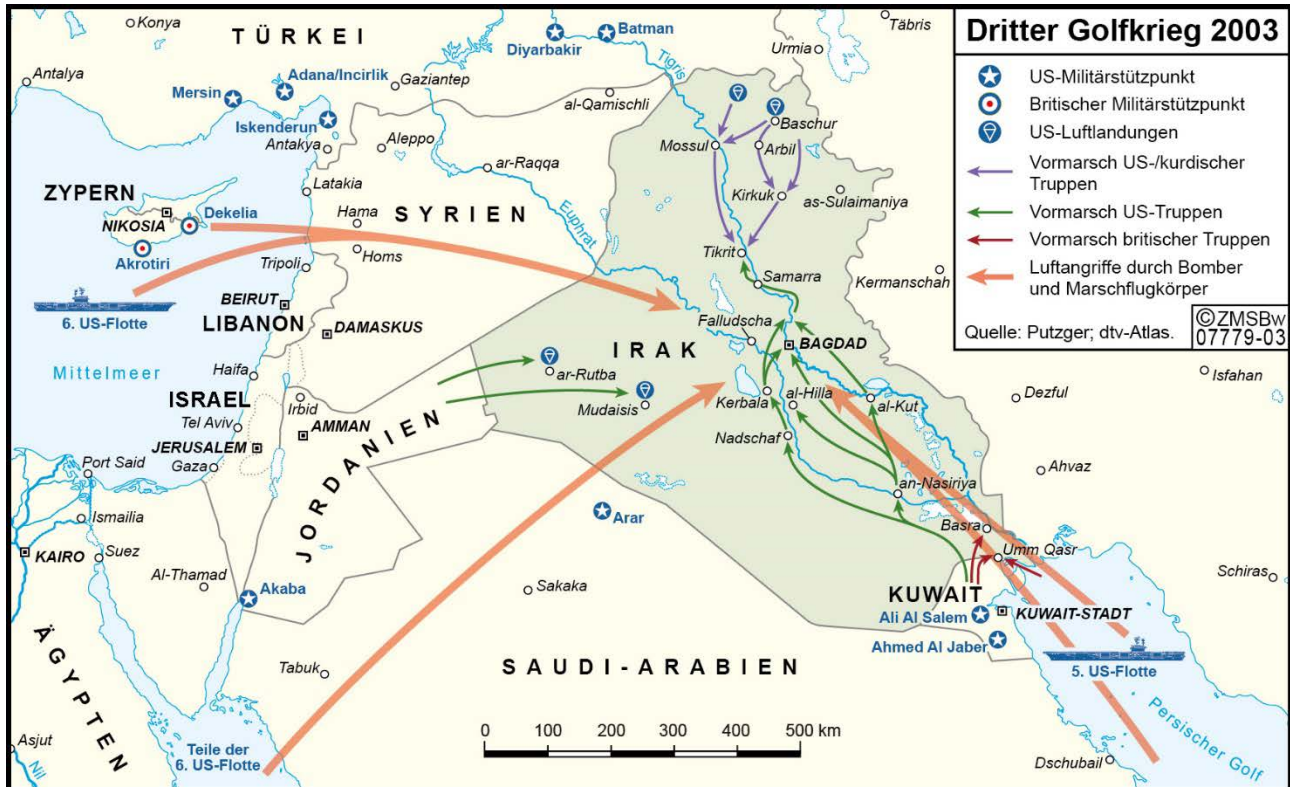 Dritter Golfkrieg 2003
US-Militärstützpunkt
Britischer Militärstützpunkt
US-Luftlandungen
Vormarsch US-/kurdischer
Truppen
Vormarsch US-Truppen
Vormarsch britischer Truppen
Luftangriffe durch Bomber
und Marschflugkörper
Quelle: Putzger; dtv-Atlas.
©ZMSBw
07779-03
Konya
TÜRKEI
Diyarbakir
Batman
Täbris
Urmia
Tigris
Antalya
Adana/Incirlik
Gaziantep
Mersin
al-Qamischli
Iskenderun
Antakya
Aleppo
Baschur
Mossul
Arbil
ar-Raqqa
Latakia
Kirkuk
as-Sulaimaniya
ZYPERN
NIKOSIA
Dekelia
Akrotiri
SYRIEN
Hama
Homs
Euphrat
Tikrit
Samarra
Kermanschah
Tripoli
6. US-Flotte
BEIRUT
LIBANON
DAMASKUS
Falludscha
BAGDAD
IRAK
Mittelmeer
Haifa
ar-Rutba
Mudaisis
Kerbala
al-Hilla
al-Kut
Dezful
Isfahan
ISRAEL
Irbid
Tel Aviv
AMMAN
JERUSALEM
Gaza
JORDANIEN
Nadschaf
Port Said
Ahvaz
an-Nasiriya
Ismailia
Arar
Basra
KAIRO
Suez
Umm Qasr
Al-Thamad
Akaba
Sakaka
Schiras
KUWAIT
Ali Al Salem
KUWAIT-STADT
Ahmed Al Jaber
ÄGYPTEN
Tabuk
SAUDI-ARABIEN
5. US-Flotte
Persischer Golf
Asjut
Nil
Teile der
6. US-Flotte
0 100 200 300 400 500 km
Dschubail